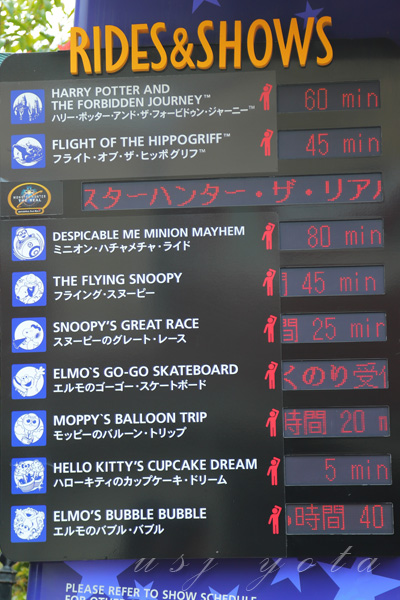 RIDES&SHOWS
HARRY POTTER AND
THE FORBIDDEN JOURNEY™
ハリー・ポッター・アンド・ザ・フォービドゥン・ジャーニー™
60 min
FLIGHT OF THE HIPPOGRIFF™
フライト・オブ・ザ・ヒッポグリフ™
45 min
スターハンター・ザ・リアル
DESPICABLE ME MINION MAYHEM
ミニオン・ハチャメチャ・ライド
80 min
THE FLYING SNOOPY
フライング・スヌーピー
45 min
SNOOPY'S GREAT RACE
スヌーピーのグレート・レース
間 25 min
ELMO'S GO-GO SKATEBOARD
エルモのゴーゴー・スケートボード
くのり受付
MOPPY`S BALLOON TRIP
モッピーのバルーン・トリップ
時間 20 m
HELLO KITTY'S CUPCAKE DREAM
ハローキティのカップケーキ・ドリーム
5 min
ELMO'S BUBBLE BUBBLE
エルモのバブル・バブル
時間 40
usj yota
PLEASE REFER TO SHOW SCHEDULE